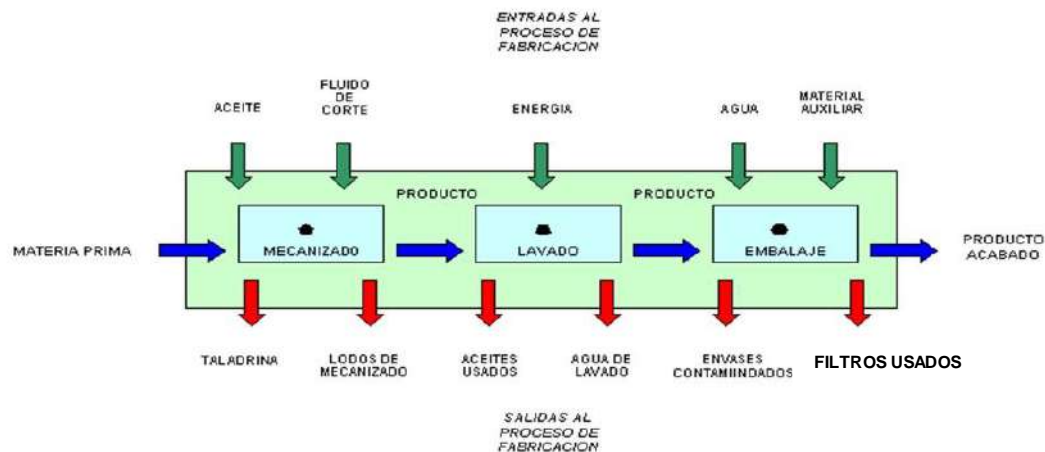 ENTRADAS AL
PROCESO DE
FABRICACION
ACEITE
FLUIDO
DE
CORTE
ENERGIA
AGUA
MATERIAL
AUXILIAR
PRODUCTO
PRODUCTO
MATERIA PRIMA
MECANIZADO
LAVADO
EMBALAJE
PRODUCTO
ACABADO
TALADRINA
LODOS DE
MECANIZADO
ACEITES
USADOS
AGUA DE
LAVADO
ENVASES
CONTAMIINDADOS
FILTROS USADOS
SALIDAS AL
PROCESO DE
FABRICACION